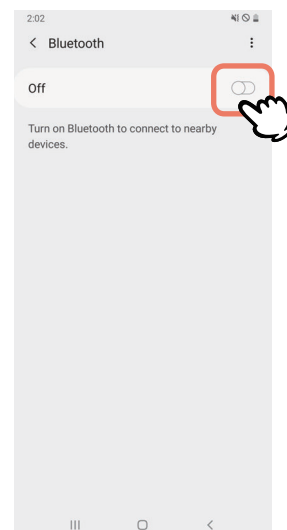 2:02
Bluetooth
Off
Turn on Bluetooth to connect to nearby
devices.